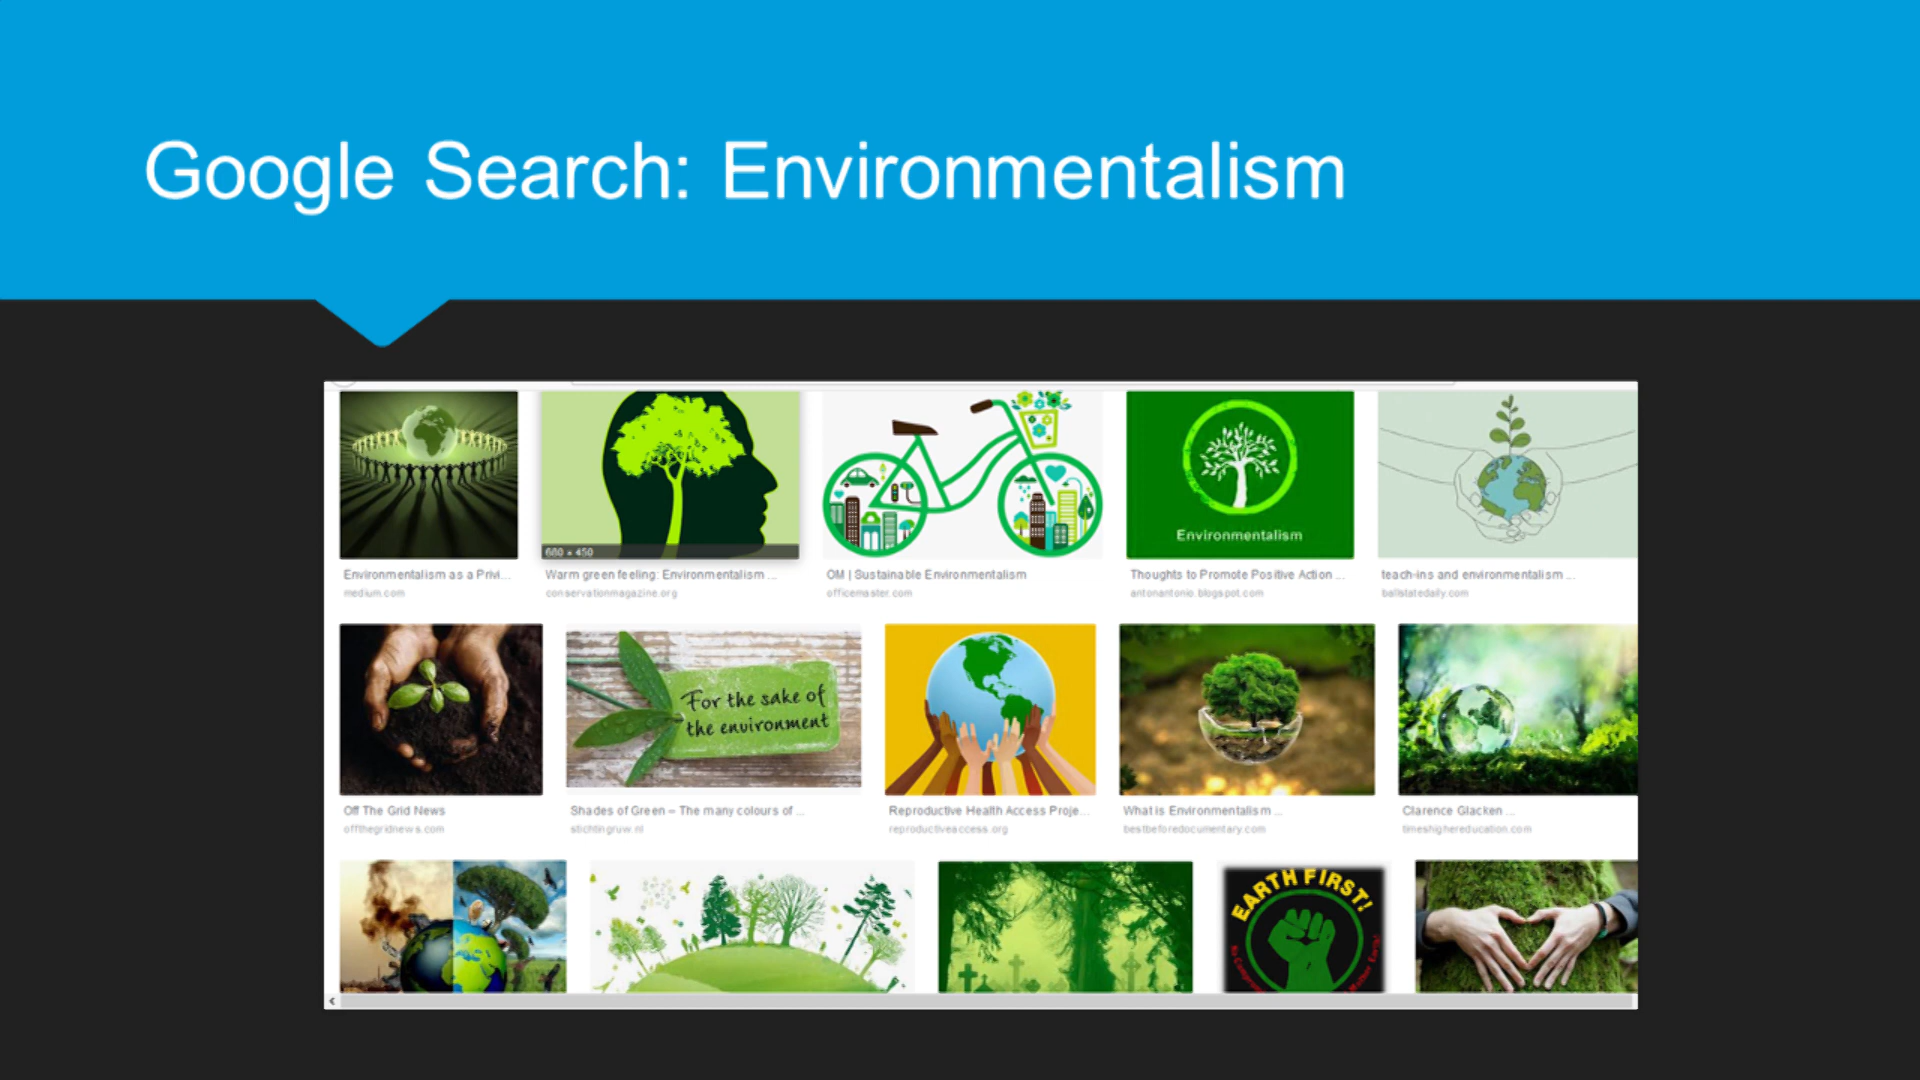 Google Search: Environmentalism
Environmentalism
680 × 450
Environmentalism as a Privi...
Warm green feeling: Environmentalism ...
OM | Sustainable Environmentalism
Thoughts to Promote Positive Action ...
teach-ins and environmentalism ...
medium.com
conservationmagazine.org
officemaster.com
antonantonio.blogspot.com
ballstatedaily.com
For the sake of
the environment
Off The Grid News
Shades of Green – The many colours of ...
Reproductive Health Access Proje...
What is Environmentalism ...
Clarence Glacken ...
offthegridnews.com
stichtingruw.nl
reproductiveaccess.org
bestbeforedocumentary.com
timeshighereducation.com
EARTH FIRST!